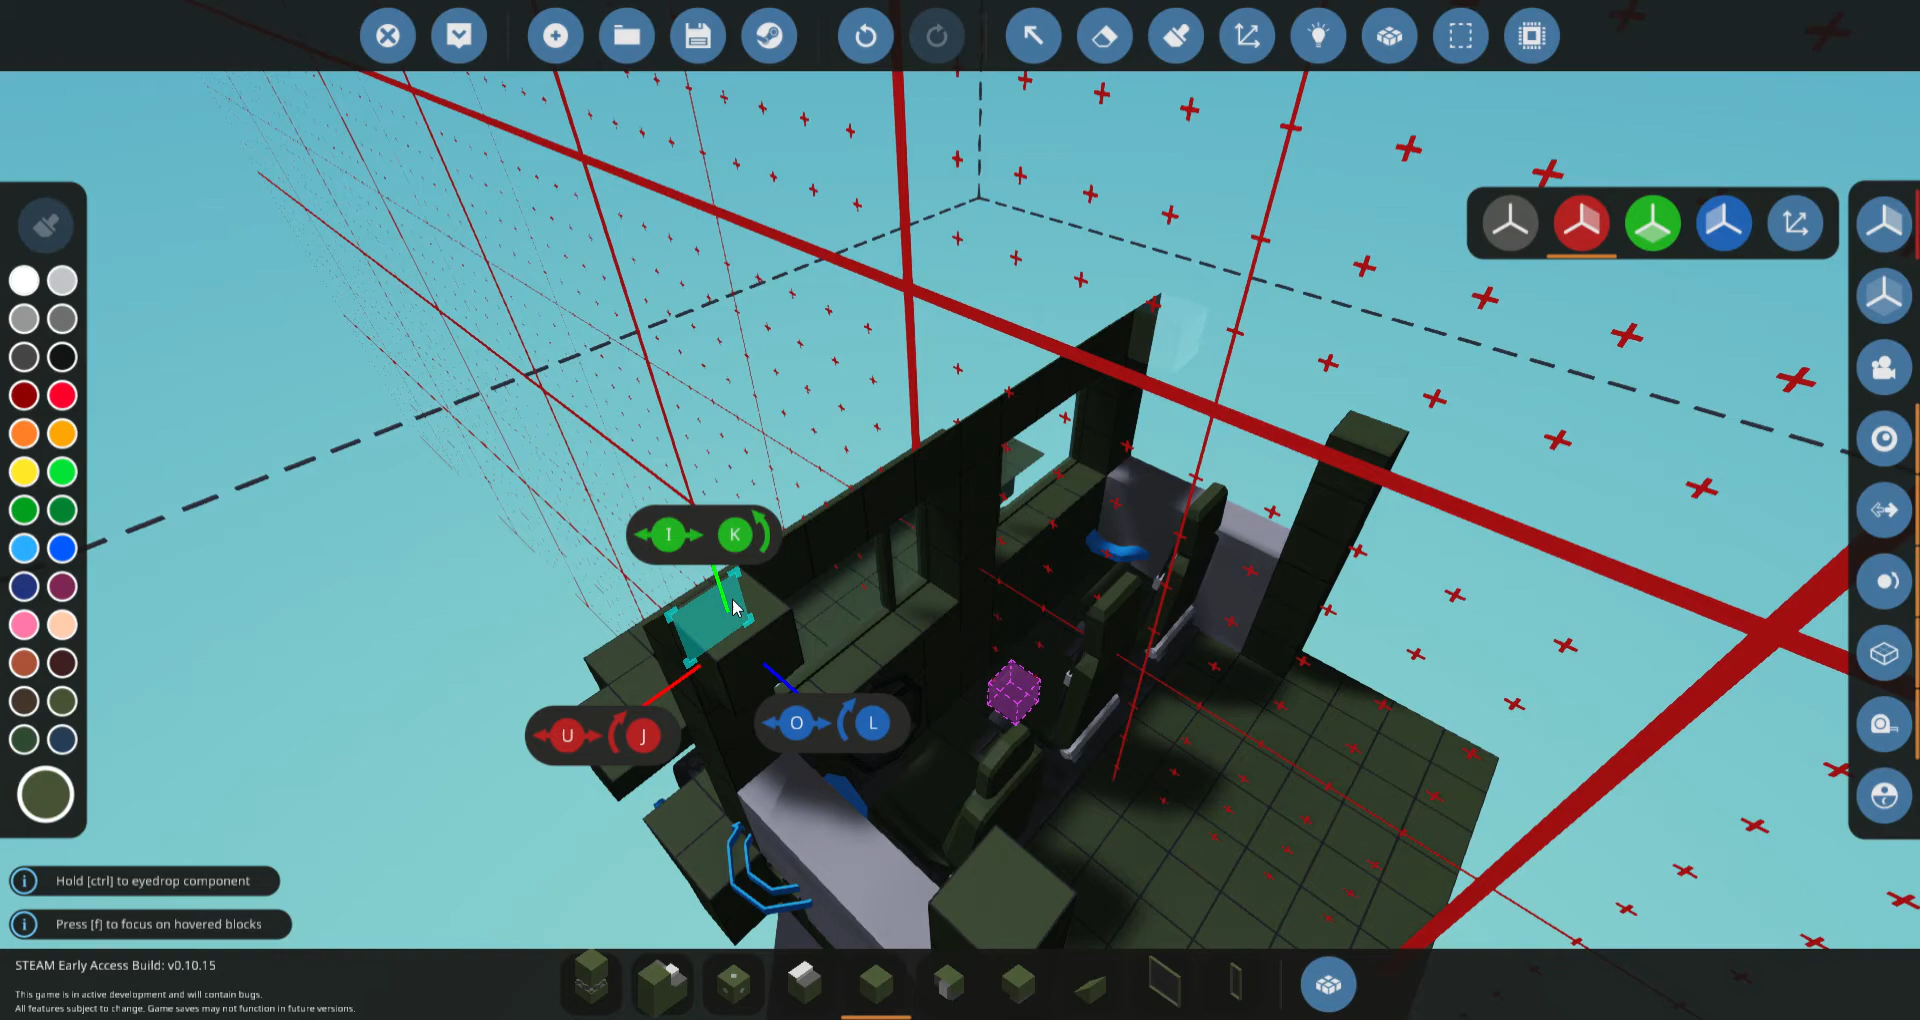 I K
U J
O L
Hold [ctrl] to eyedrop component
Press [f] to focus on hovered blocks
STEAM Early Access Build: v0.10.15
This game is in active development and will contain bugs.
All features subject to change. Game saves may not function in future versions.